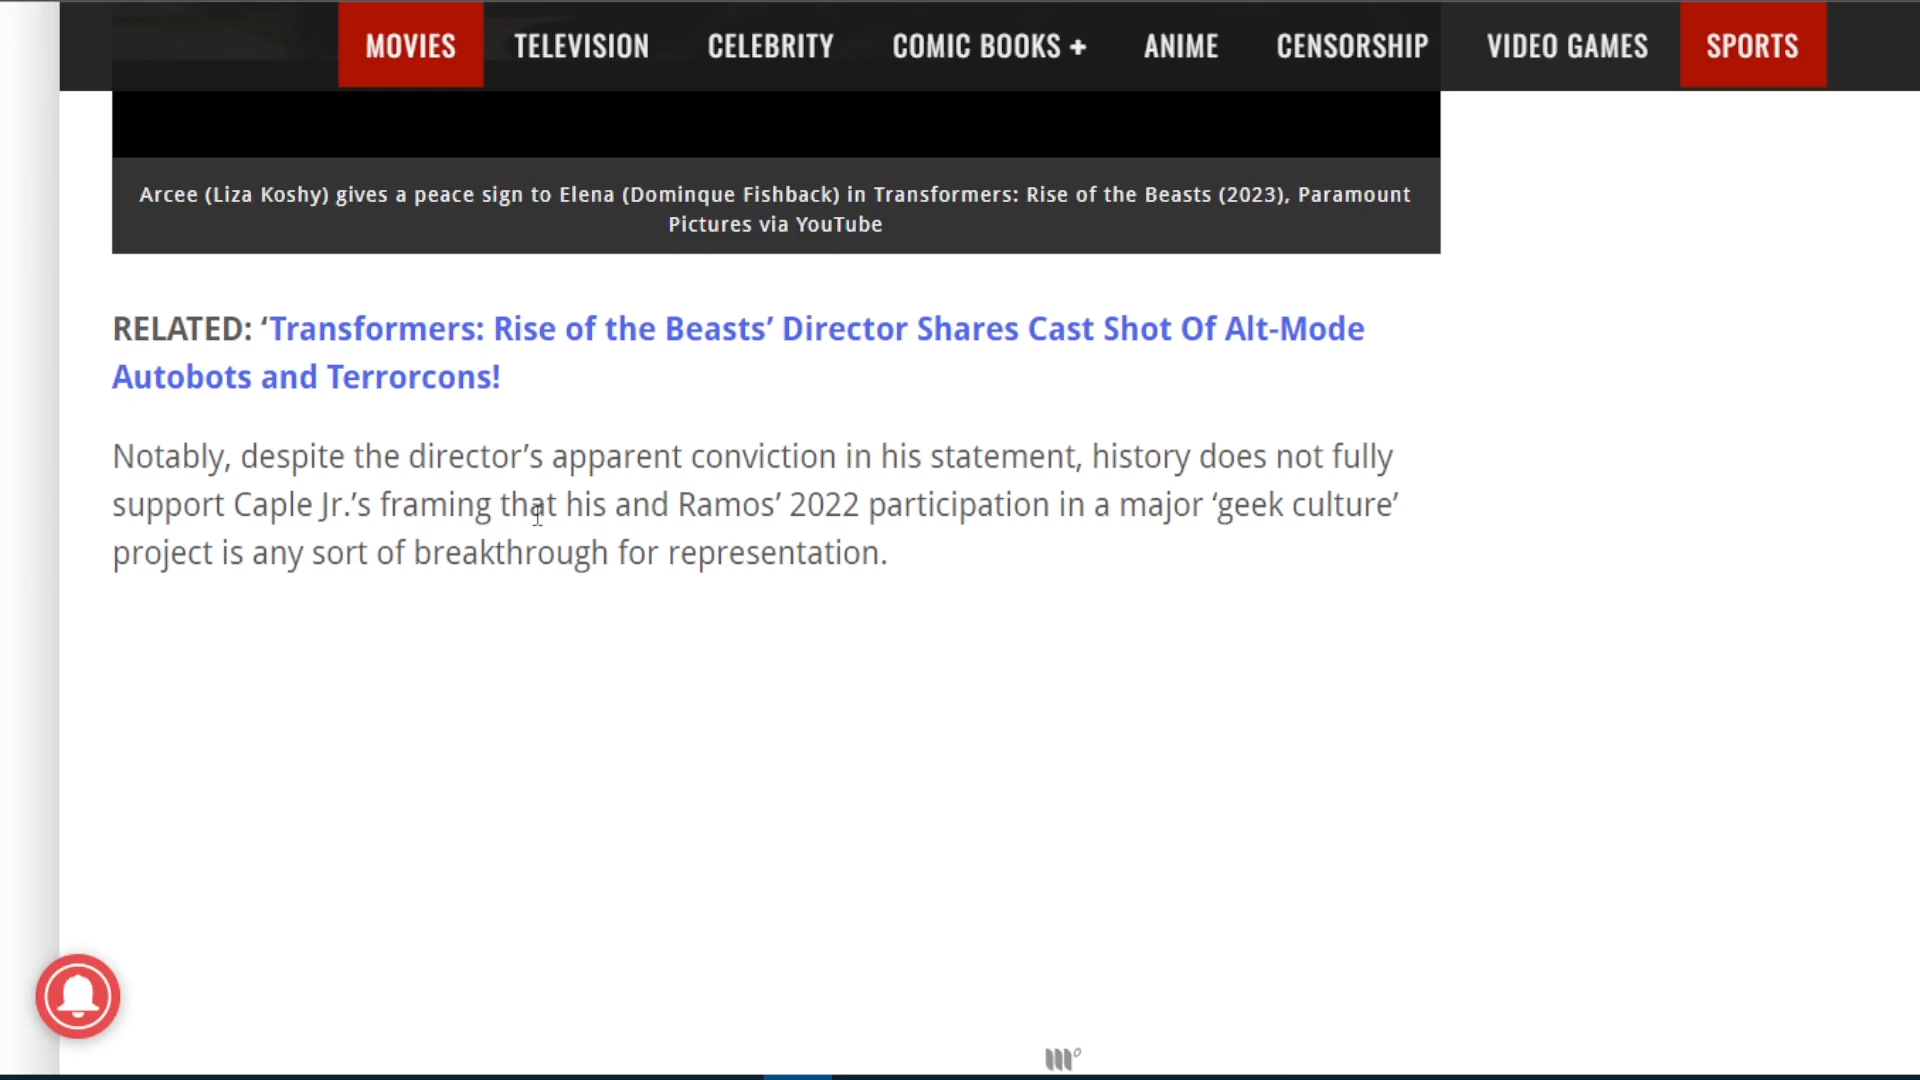 MOVIES TELEVISION CELEBRITY COMIC BOOKS + ANIME CENSORSHIP VIDEO GAMES SPORTS
Arcee (Liza Koshy) gives a peace sign to Elena (Dominque Fishback) in Transformers: Rise of the Beasts (2023), Paramount
Pictures via YouTube
RELATED: ‘Transformers: Rise of the Beasts’ Director Shares Cast Shot Of Alt-Mode
Autobots and Terrorcons!
Notably, despite the director’s apparent conviction in his statement, history does not fully
support Caple Jr.’s framing that his and Ramos’ 2022 participation in a major ‘geek culture’
project is any sort of breakthrough for representation.